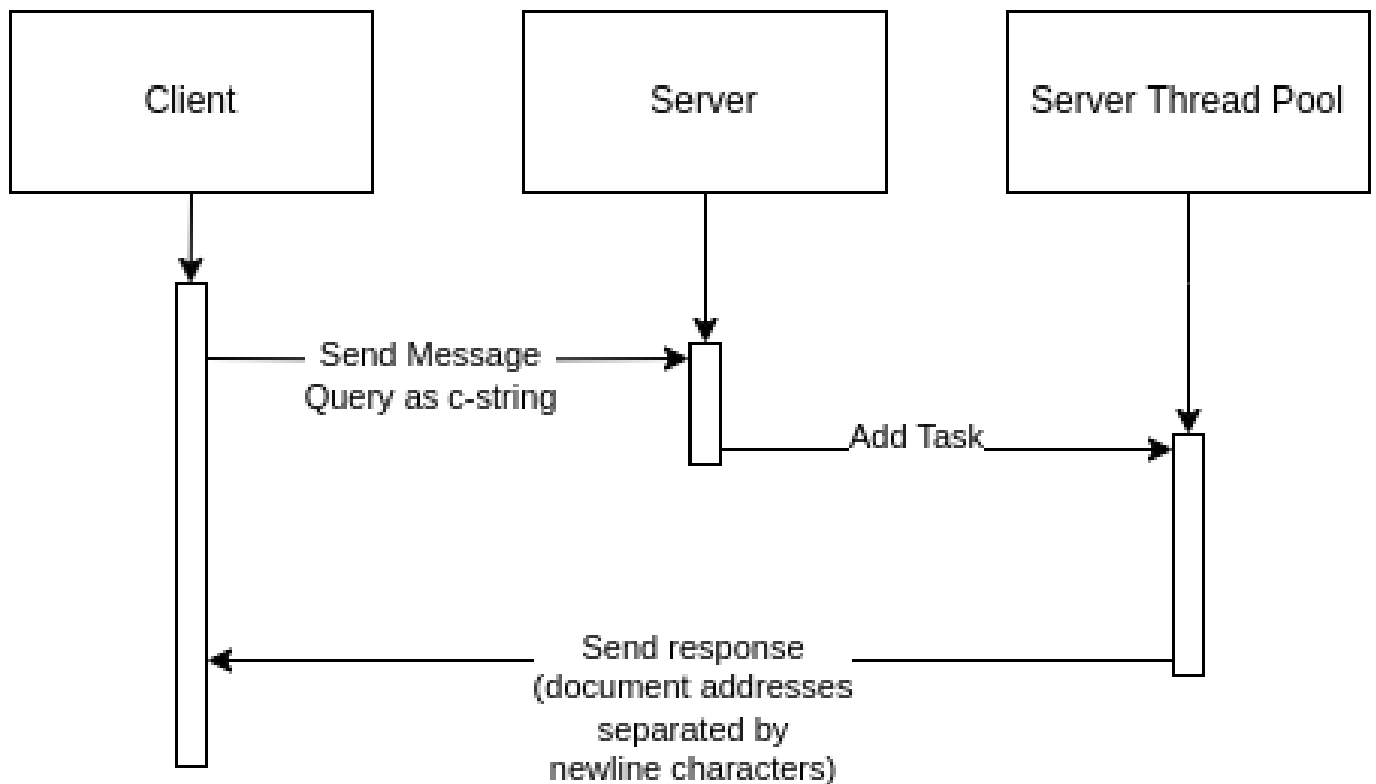 Client
Server
Server Thread Pool
Send Message
Query as c-string
Add Task
Send response
(document addresses
separated by
newline characters)